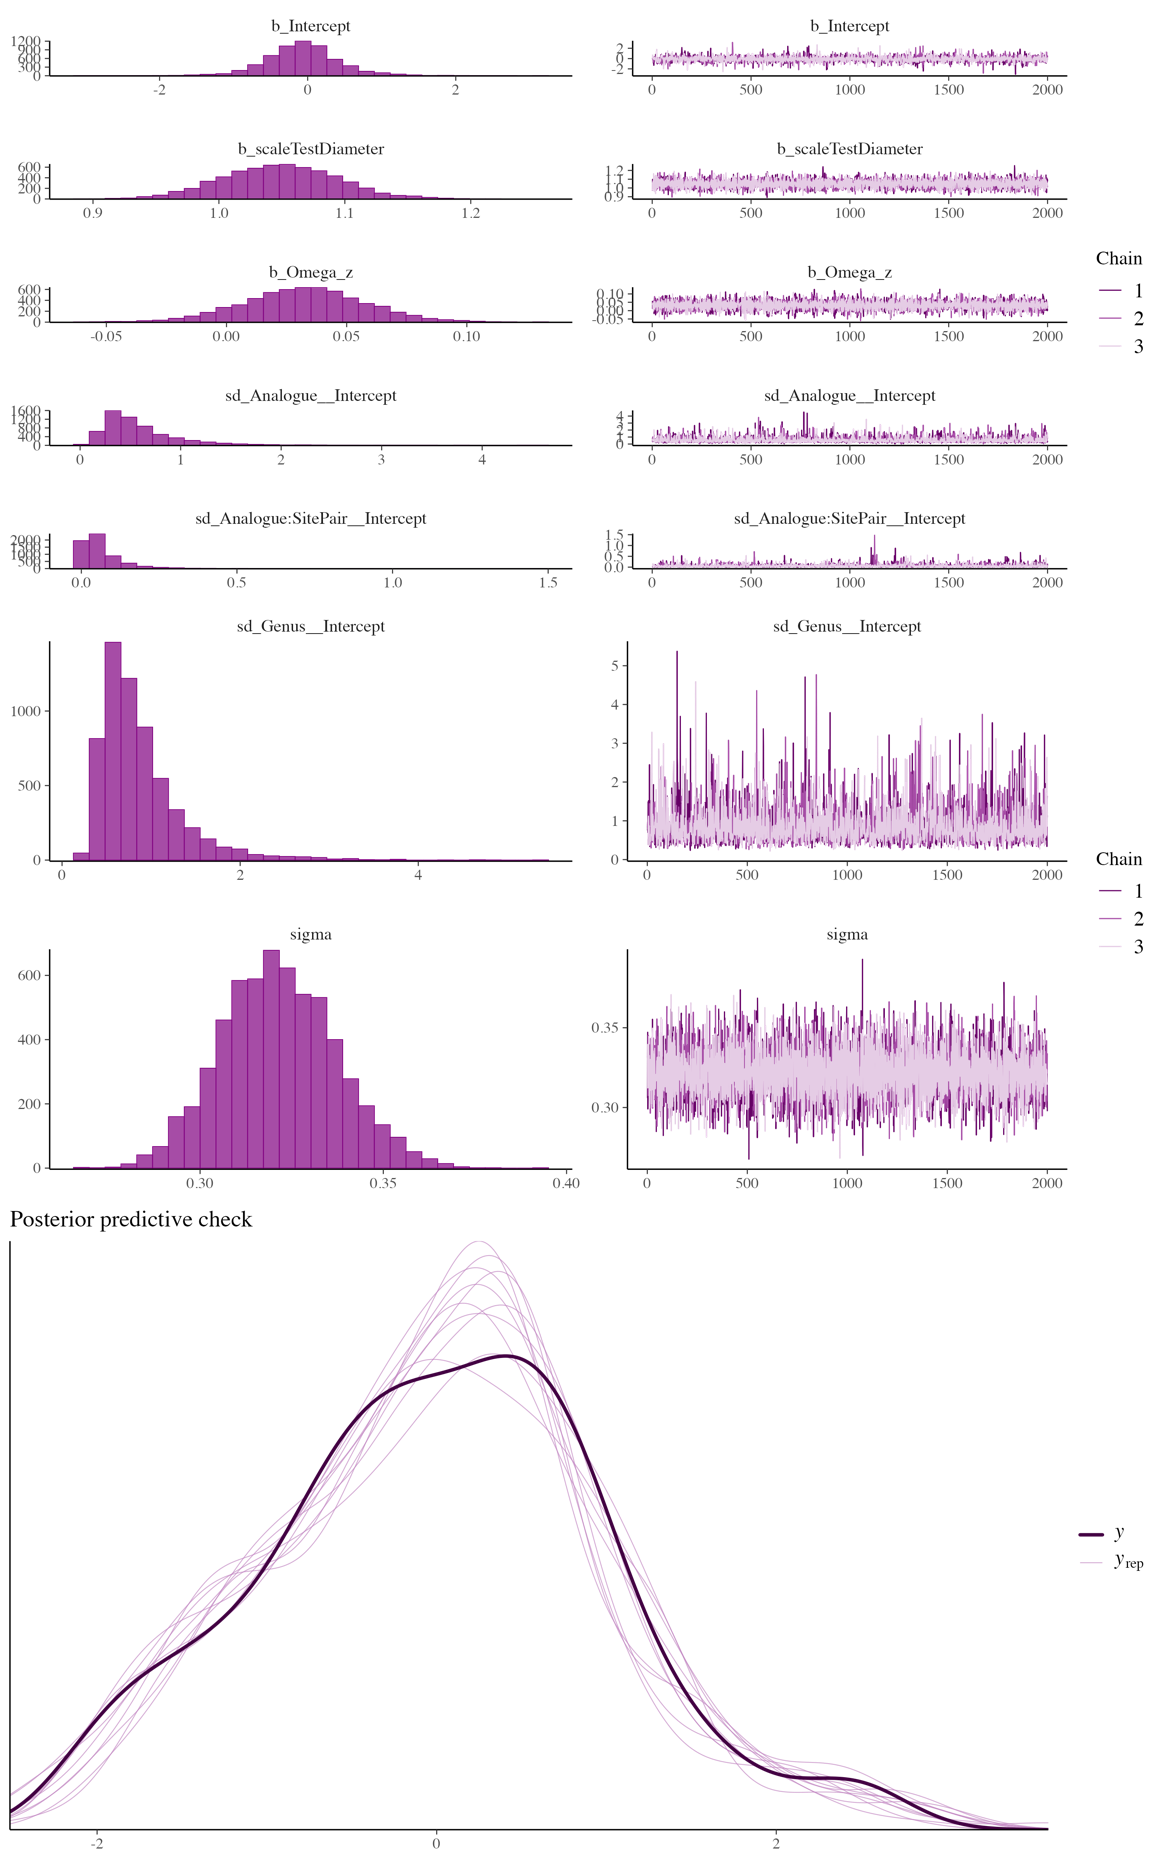 b_Intercept b_Intercept
1200
900
600
300
0
-2 0 2
2
0
-2
0 500 1000 1500 2000
b_scaleTestDiameter b_scaleTestDiameter
600
400
200
0
0.9 1.0 1.1 1.2
1.2
1.1
1.0
0.9
0 500 1000 1500 2000
b_Omega_z b_Omega_z
600
400
200
0
-0.05 0.00 0.05 0.10
0.10
0.05
0.00
-0.05
0 500 1000 1500 2000
Chain
1
2
3
sd_Analogue__Intercept sd_Analogue__Intercept
1600
1200
800
400
0
0 1 2 3 4
4
3
2
1
0
0 500 1000 1500 2000
sd_Analogue:SitePair__Intercept sd_Analogue:SitePair__Intercept
2000
1500
1000
500
0
0.0 0.5 1.0 1.5
1.5
1.0
0.5
0.0
0 500 1000 1500 2000
sd_Genus__Intercept sd_Genus__Intercept
1000
500
0
0 2 4
5
4
3
2
1
0
0 500 1000 1500 2000
Chain
1
2
3
sigma sigma
600
400
200
0
0.30 0.35 0.40
0.35
0.30
0 500 1000 1500 2000
Posterior predictive check
y
yrep
-2 0 2